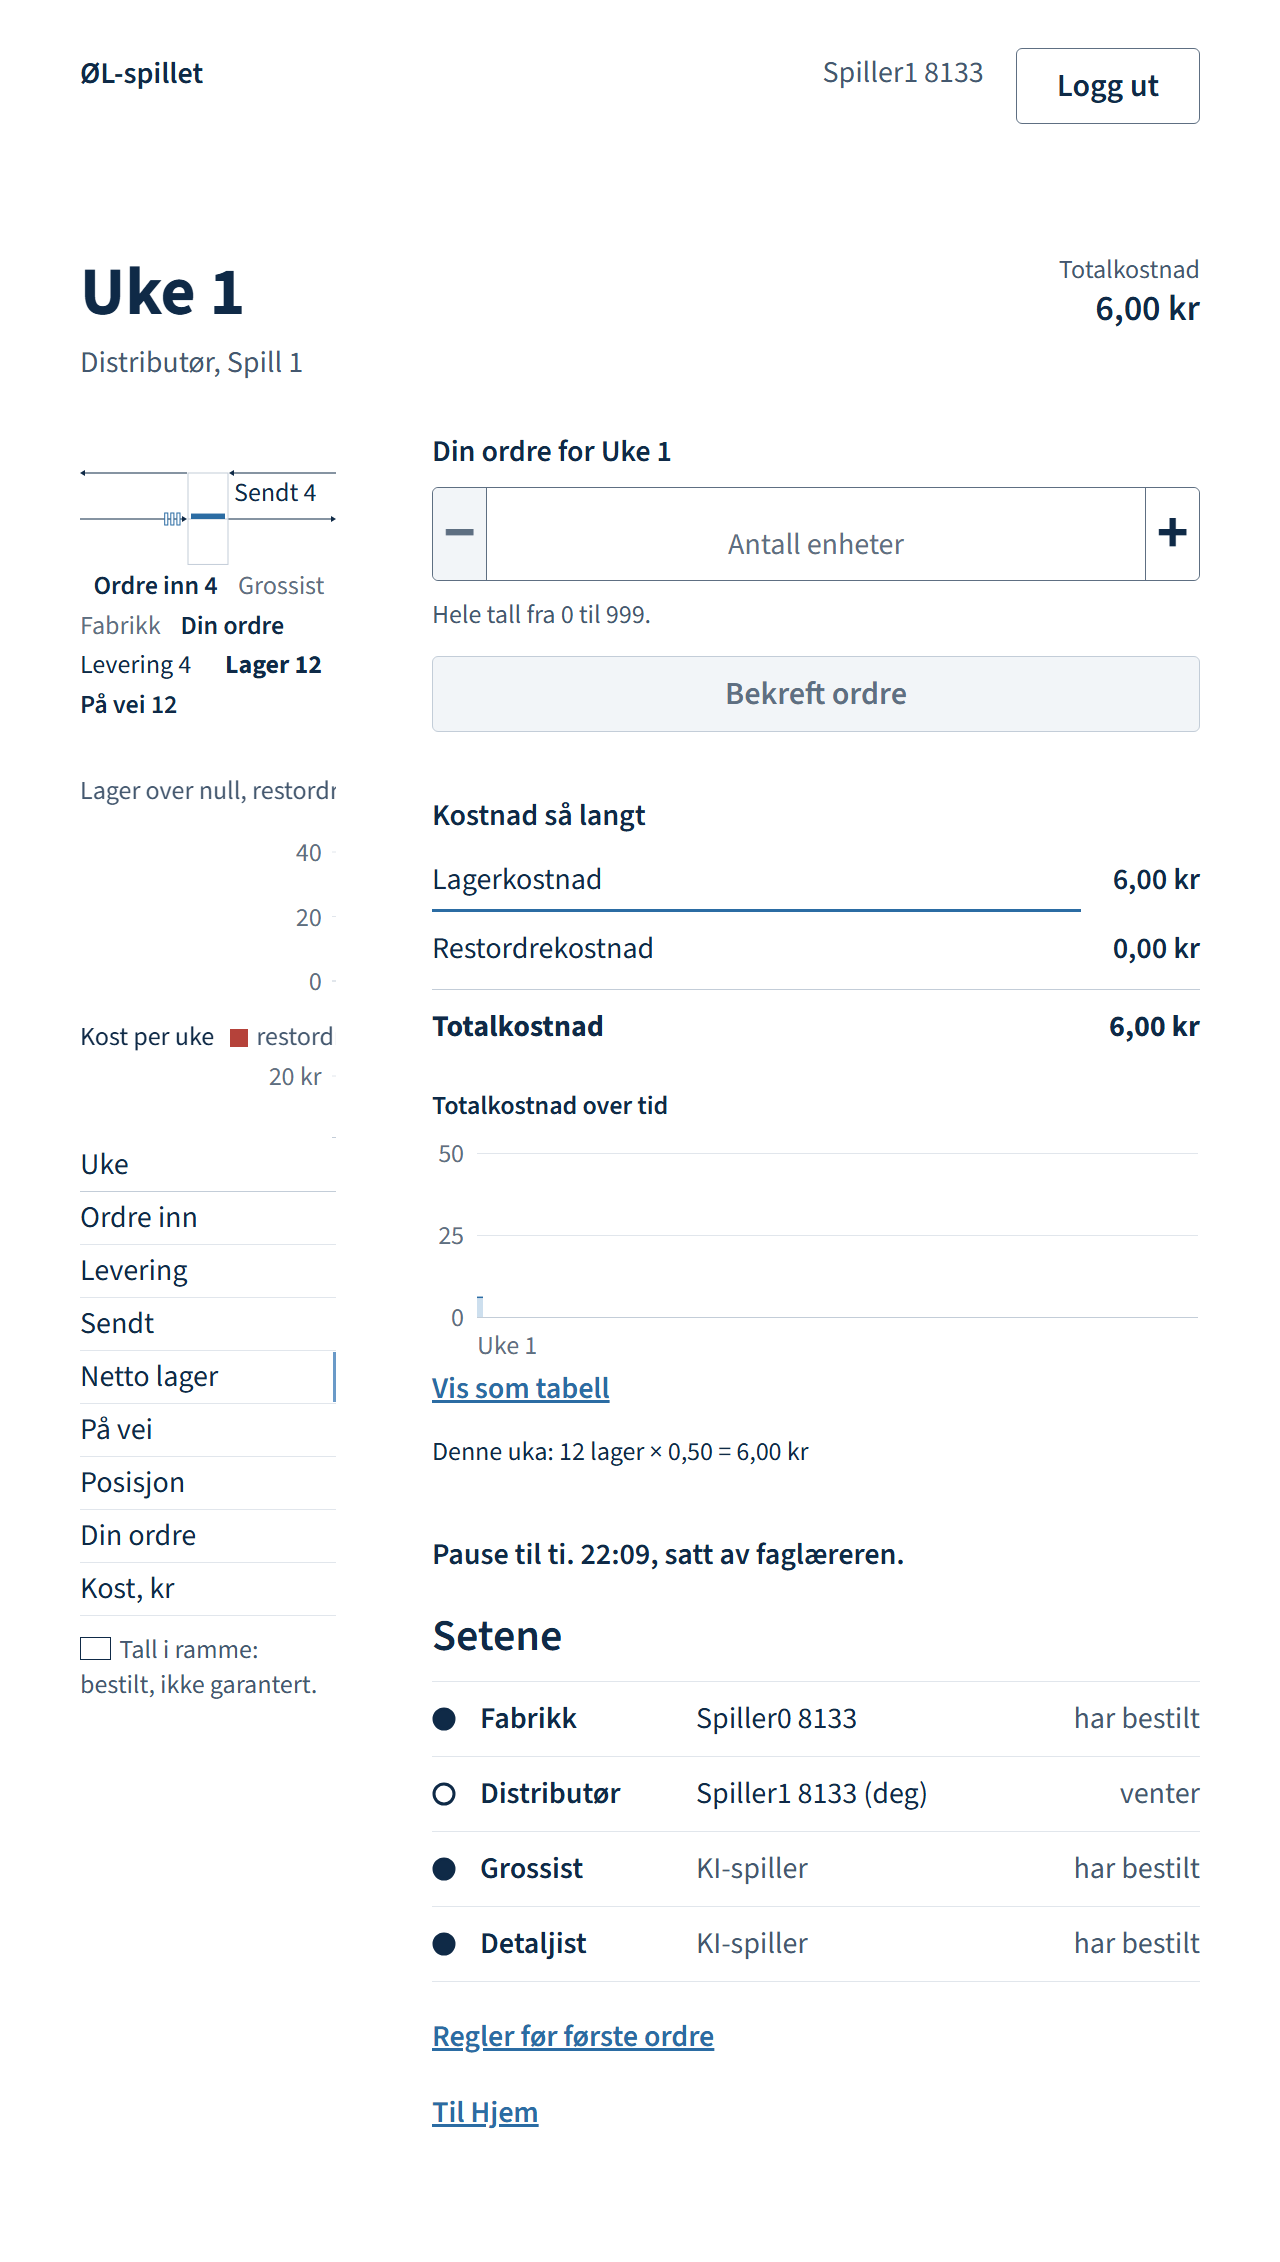 ØL-spillet
Spiller1 8133
Logg ut
Uke 1
Distributør, Spill 1
Totalkostnad
6,00 kr
Sendt 4
Ordre inn 4 Grossist
Fabrikk Din ordre
Levering 4 Lager 12
På vei 12
Lager over null,
40
20
0
Kost per uke
20 kr
Uke
Ordre inn
Levering
Sendt
Netto lager
På vei
Posisjon
Din ordre
Kost, kr
Tall i ramme:
bestilt, ikke garantert.
Din ordre for Uke 1
Antall enheter
Hele tall fra 0 til 999.
Bekreft ordre
Kostnad så langt
Lagerkostnad 6,00 kr
Restordrekostnad 0,00 kr
Totalkostnad 6,00 kr
Totalkostnad over tid
50
25
0
Uke 1
Vis som tabell
Denne uka: 12 lager × 0,50 = 6,00 kr
Pause til ti. 22:09, satt av faglæreren.
Setene
Fabrikk Spiller0 8133 har bestilt
Distributør Spiller1 8133 (deg) venter
Grossist KI-spiller har bestilt
Detaljist KI-spiller har bestilt
Regler før første ordre
Til Hjem